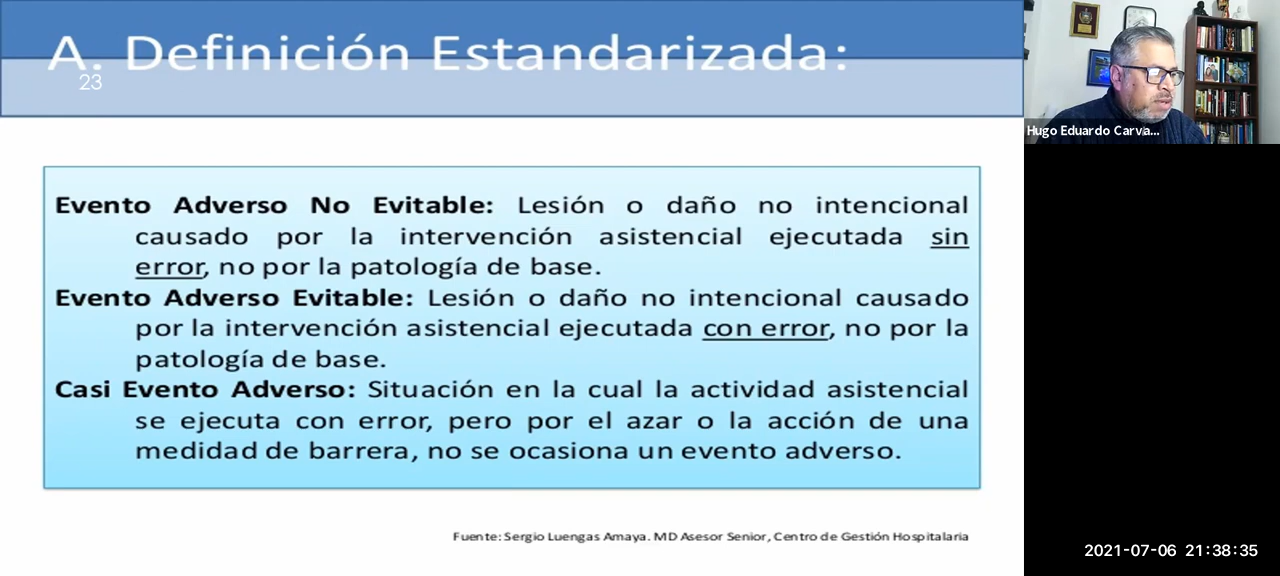 A. Definición Estandarizada:
23
Evento Adverso No Evitable: Lesión o daño no intencional
causado por la intervención asistencial ejecutada sin
error, no por la patología de base.
Evento Adverso Evitable: Lesión o daño no intencional causado
por la intervención asistencial ejecutada con error, no por la
patología de base.
Casi Evento Adverso: Situación en la cual la actividad asistencial
se ejecuta con error, pero por el azar o la acción de una
medidad de barrera, no se ocasiona un evento adverso.
Fuente: Sergio Luengas Amaya. MD Asesor Senior, Centro de Gestión Hospitalaria
Hugo Eduardo Carva...
2021-07-06 21:38:35